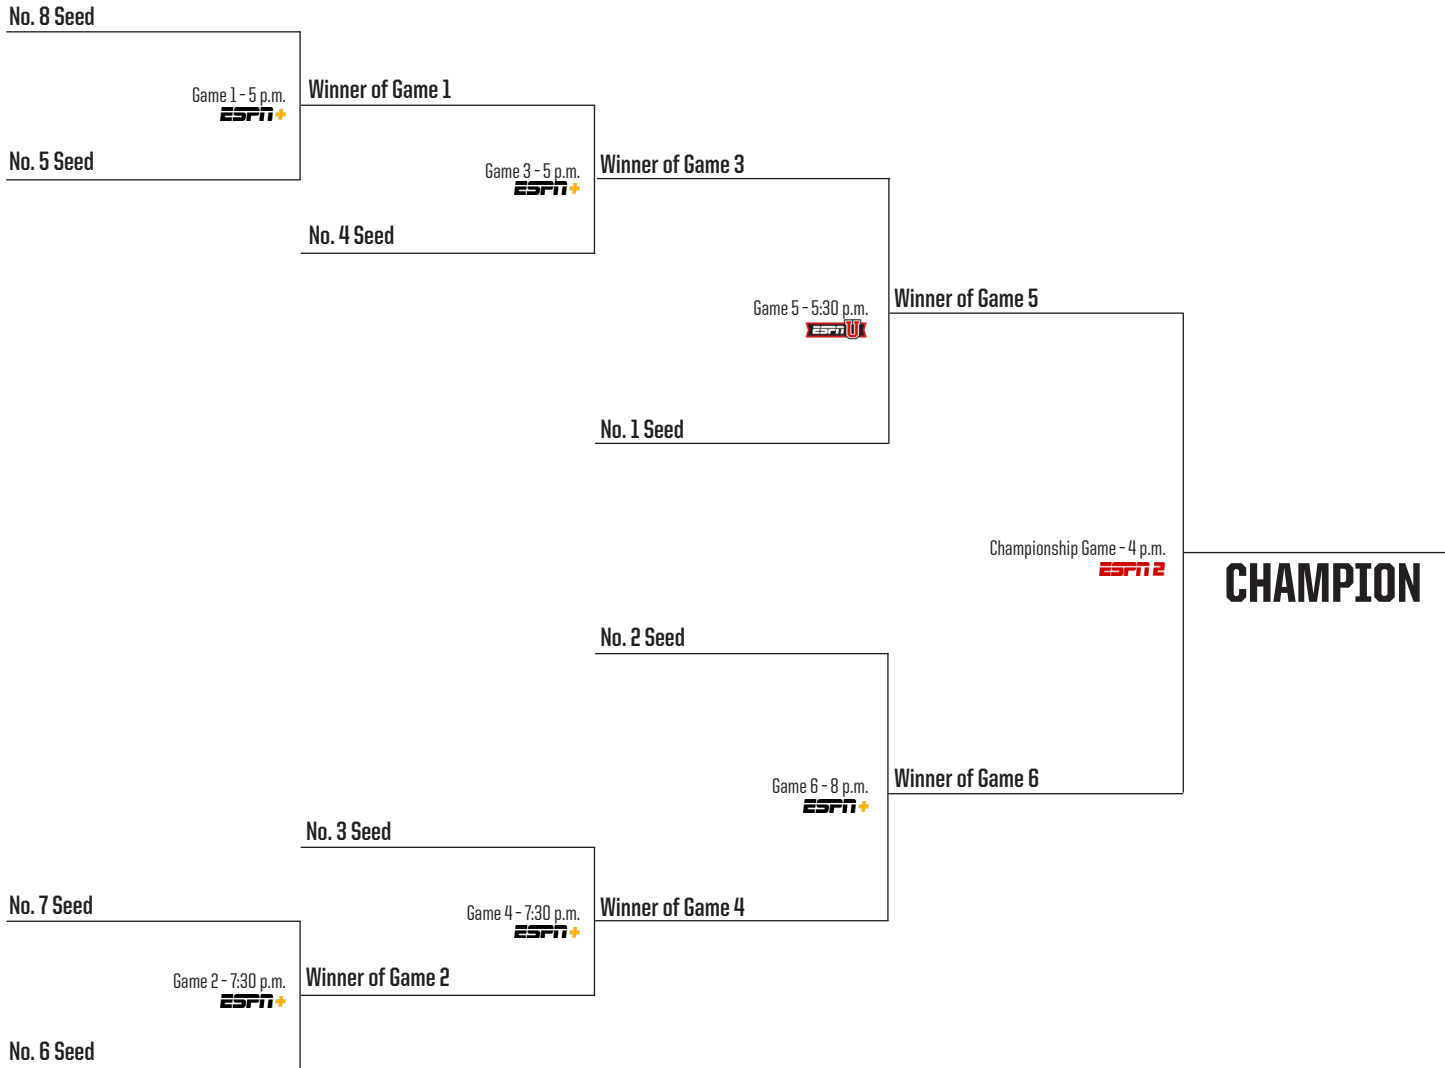 No. 8 Seed
Game 1 - 5 p.m.
ESPN+
Winner of Game 1
No. 5 Seed
Game 3 - 5 p.m.
ESPN+
Winner of Game 3
No. 4 Seed
Game 5 - 5:30 p.m.
ESPN U
Winner of Game 5
No. 1 Seed
Championship Game - 4 p.m.
ESPN 2
CHAMPION
No. 2 Seed
Game 6 - 8 p.m.
ESPN+
Winner of Game 6
No. 3 Seed
No. 7 Seed
Game 4 - 7:30 p.m.
ESPN+
Winner of Game 4
Game 2 - 7:30 p.m.
ESPN+
Winner of Game 2
No. 6 Seed